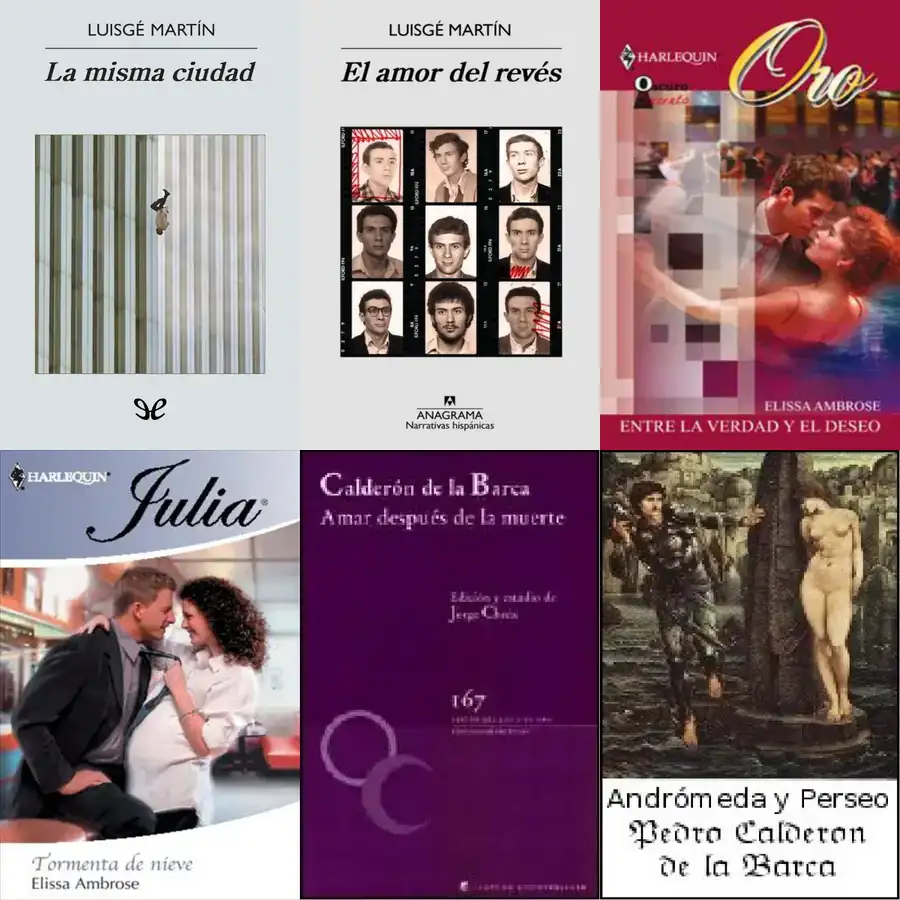 LUISGÉ MARTÍN
La misma ciudad
LUISGÉ MARTÍN
El amor del revés
ANAGRAMA
Narrativas hispánicas
HARLEQUIN
Oro
Oscuro
secreto
ELISSA AMBROSE
ENTRE LA VERDAD Y EL DESEO
HARLEQUIN®
Julia®
Tormenta de nieve
Elissa Ambrose
Calderón de la Barca
Amar después de la muerte
Edición y estudio de
Jorge Checa
167
Andrómeda y Perseo
Pedro Calderon
de la Barca